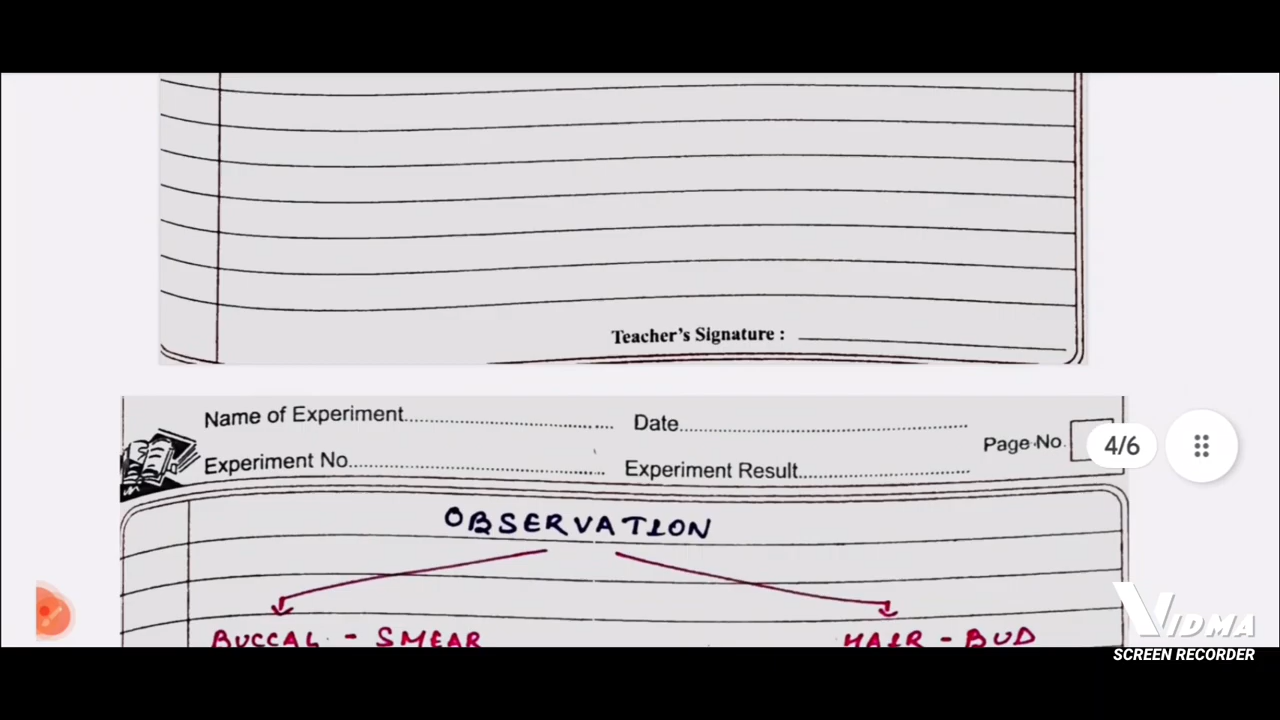 Teacher's Signature :
Name of Experiment
Date
Page No.
4/6
Experiment No.
Experiment Result
OBSERVATION
BUCCAL - SMEAR
HAIR - BUD
VIDMA
SCREEN RECORDER